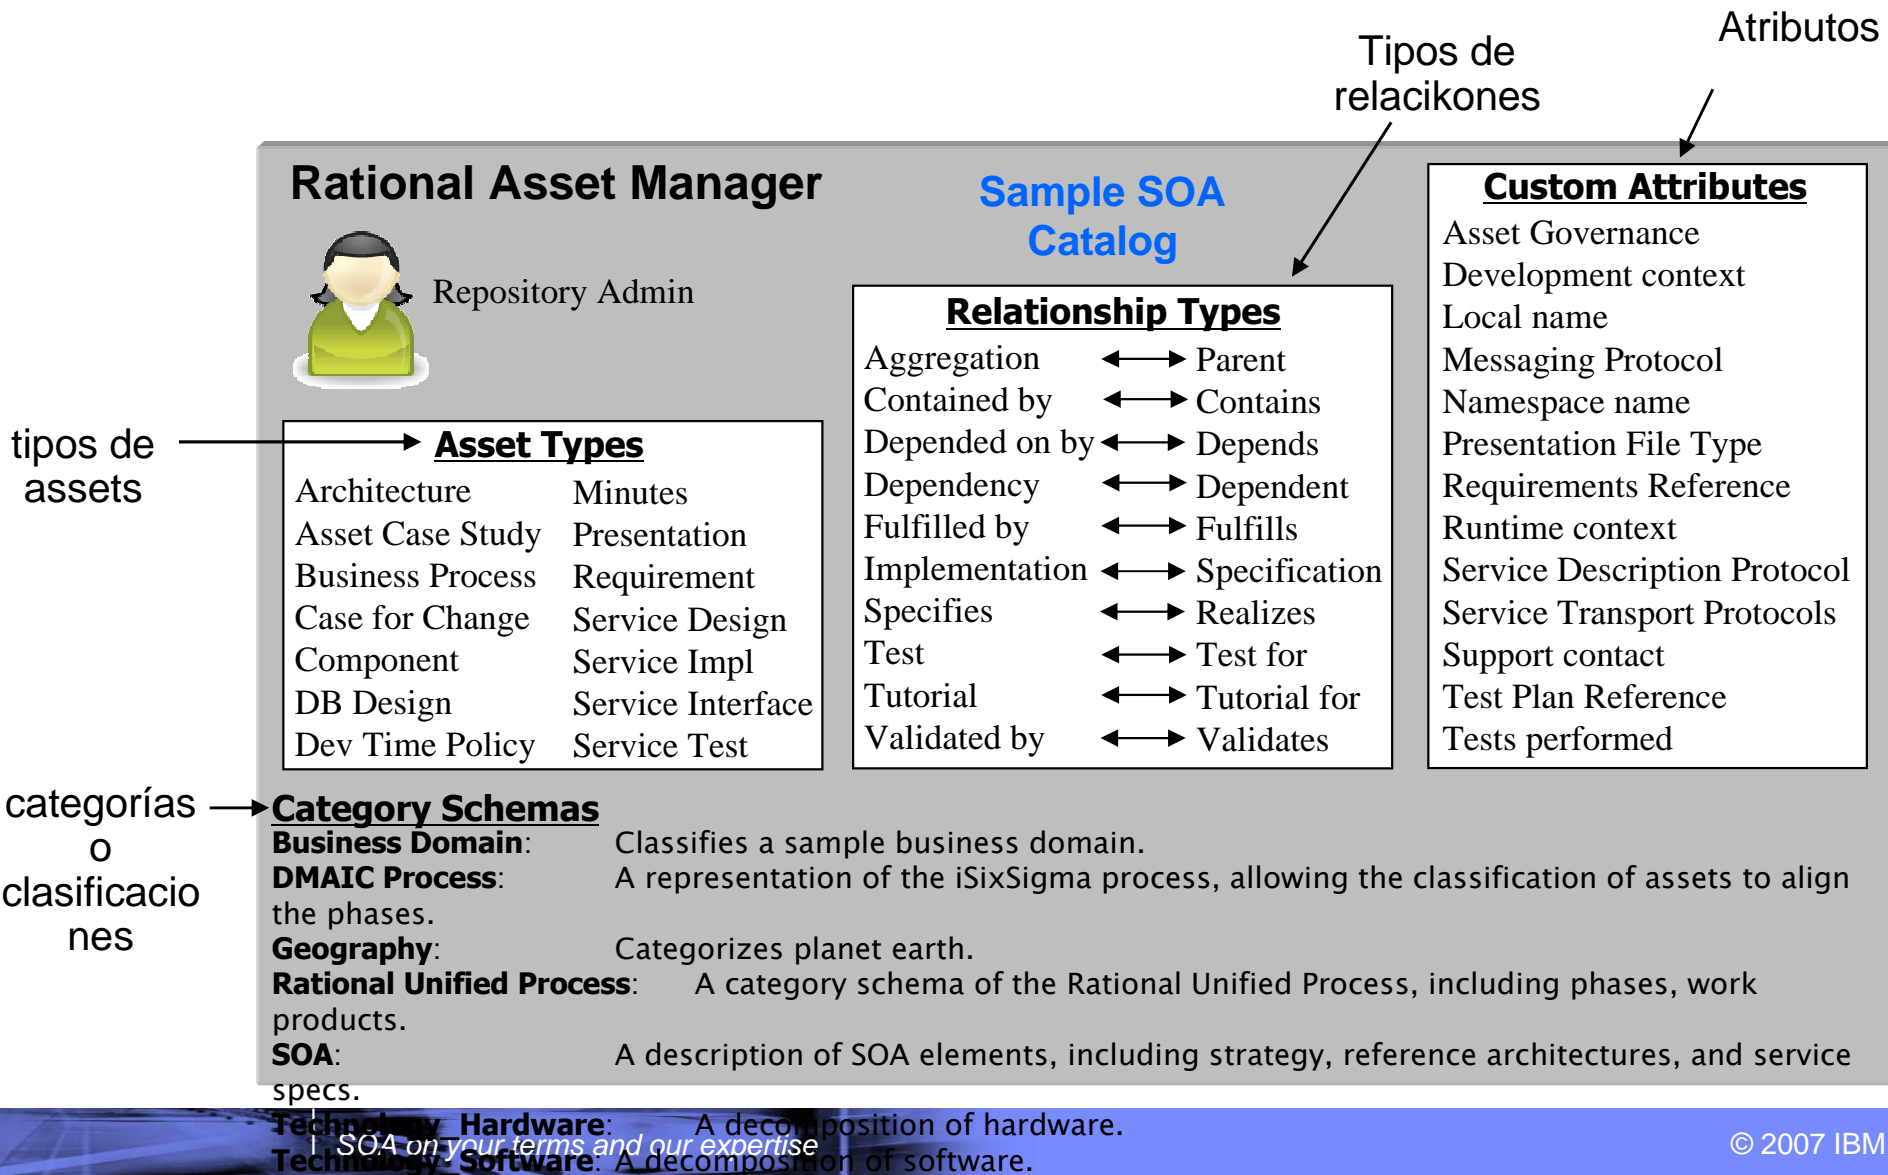 Atributos
Tipos de
relacikones
Rational Asset Manager
Sample SOA
Catalog
Repository Admin
tipos de
assets
Asset Types
Architecture
Asset Case Study
Business Process
Case for Change
Component
DB Design
Dev Time Policy
Minutes
Presentation
Requirement
Service Design
Service Impl
Service Interface
Service Test
Relationship Types
Aggregation Parent
Contained by Contains
Depended on by Depends
Dependency Dependent
Fulfilled by Fulfills
Implementation Specification
Specifies Realizes
Test Test for
Tutorial Tutorial for
Validated by Validates
Custom Attributes
Asset Governance
Development context
Local name
Messaging Protocol
Namespace name
Presentation File Type
Requirements Reference
Runtime context
Service Description Protocol
Service Transport Protocols
Support contact
Test Plan Reference
Tests performed
categorías
o
clasificacio
nes
Category Schemas
Business Domain: Classifies a sample business domain.
DMAIC Process: A representation of the iSixSigma process, allowing the classification of assets to align
the phases.
Geography: Categorizes planet earth.
Rational Unified Process: A category schema of the Rational Unified Process, including phases, work
products.
SOA: A description of SOA elements, including strategy, reference architectures, and service
specs.
Technology_Hardware: A decomposition of hardware.
Technology_Software: A decomposition of software.
SOA on your terms and our expertise
© 2007 IBM